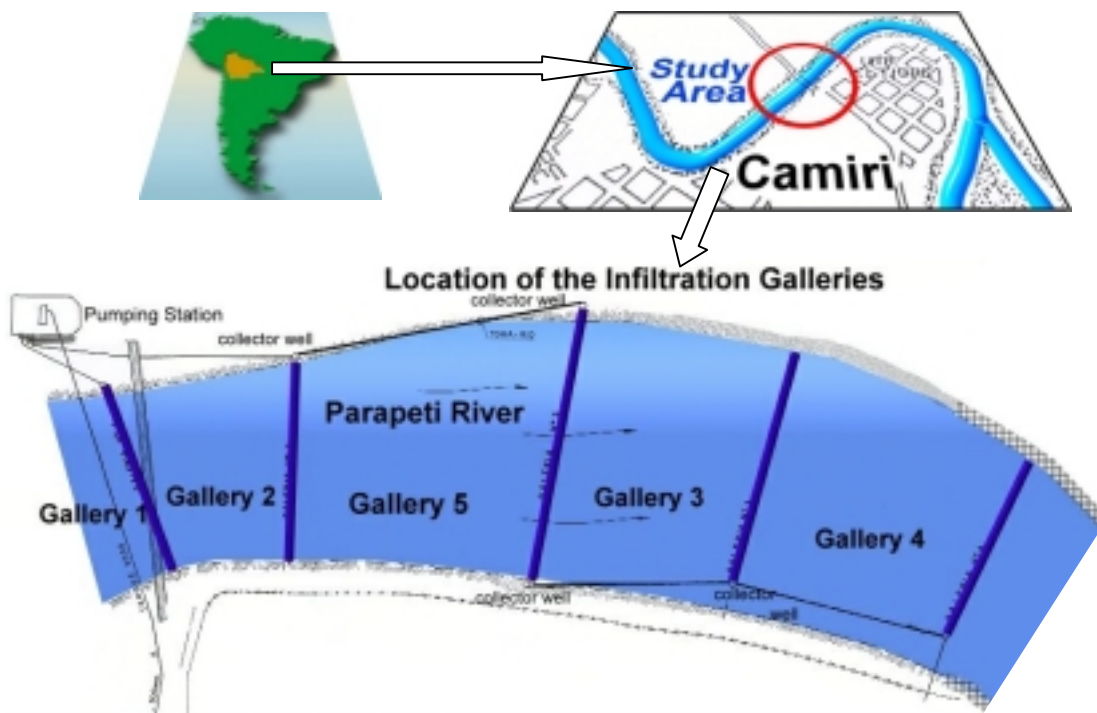 Study
Area
Camiri
Location of the Infiltration Galleries
collector well
Pumping Station
collector well
Parapeti River
Gallery 2
Gallery 5
Gallery 3
Gallery 1
Gallery 4
collector well
collector
well